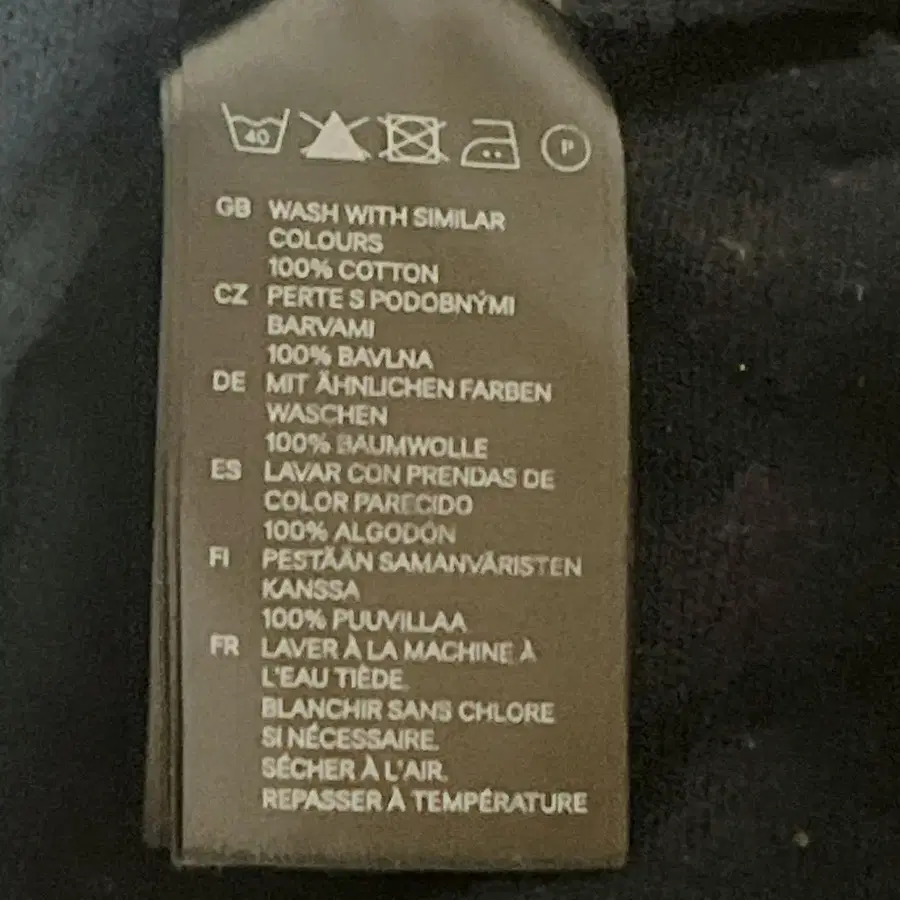 40 P
GB WASH WITH SIMILAR
COLOURS
100% COTTON
CZ PERTE S PODOBNÝMI
BARVAMI
100% BAVLNA
DE MIT ÄHNLICHEN FARBEN
WASCHEN
100% BAUMWOLLE
ES LAVAR CON PRENDAS DE
COLOR PARECIDO
100% ALGODÓN
FI PESTÄÄN SAMANVÄRISTEN
KANSSA
100% PUUVILLAA
FR LAVER À LA MACHINE À
L'EAU TIÈDE.
BLANCHIR SANS CHLORE
SI NÉCESSAIRE.
SÉCHER À L'AIR.
REPASSER À TEMPÉRATURE